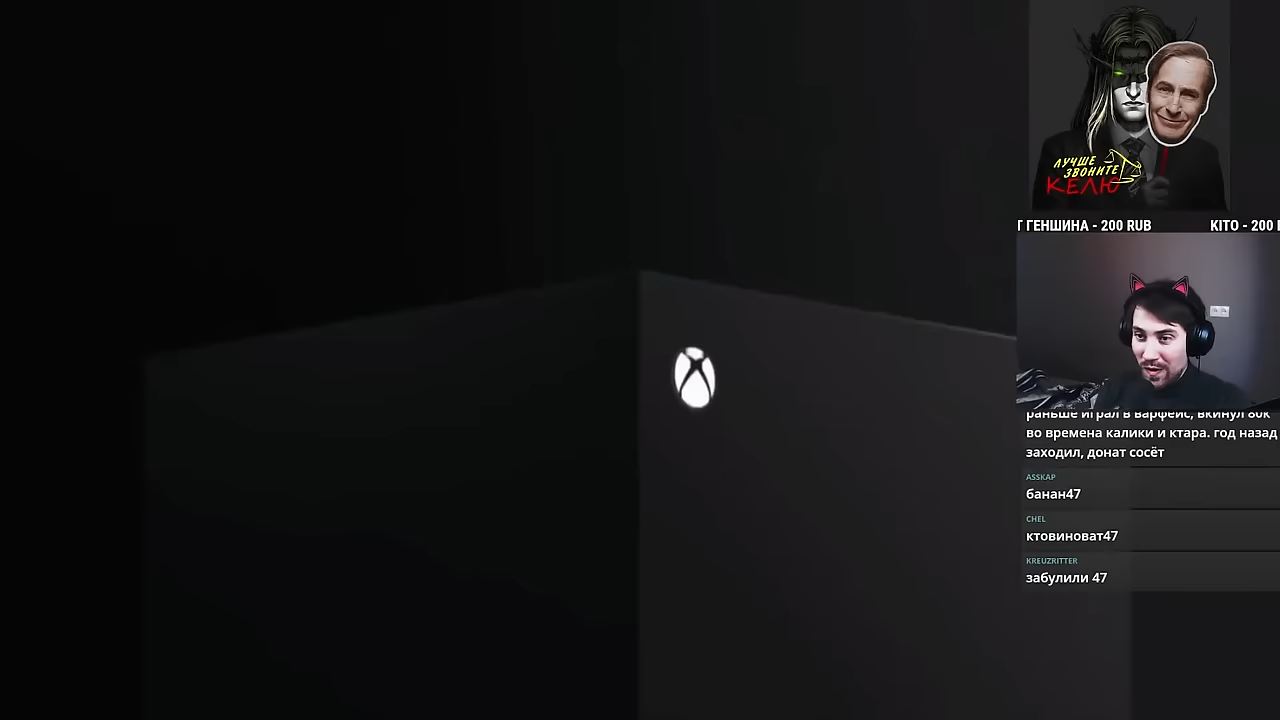 ЛУЧШЕ
ЗВОНИТЕ
КЕЛЮ
Т ГЕНШИНА - 200 RUB KITO - 200
раньше играл в варфейс, вкинул 80к
во времена калики и ктара. год назад
заходил, донат сосёт
ASSKAP
банан47
CHEL
ктовиноват47
KREUZRITTER
забулили 47